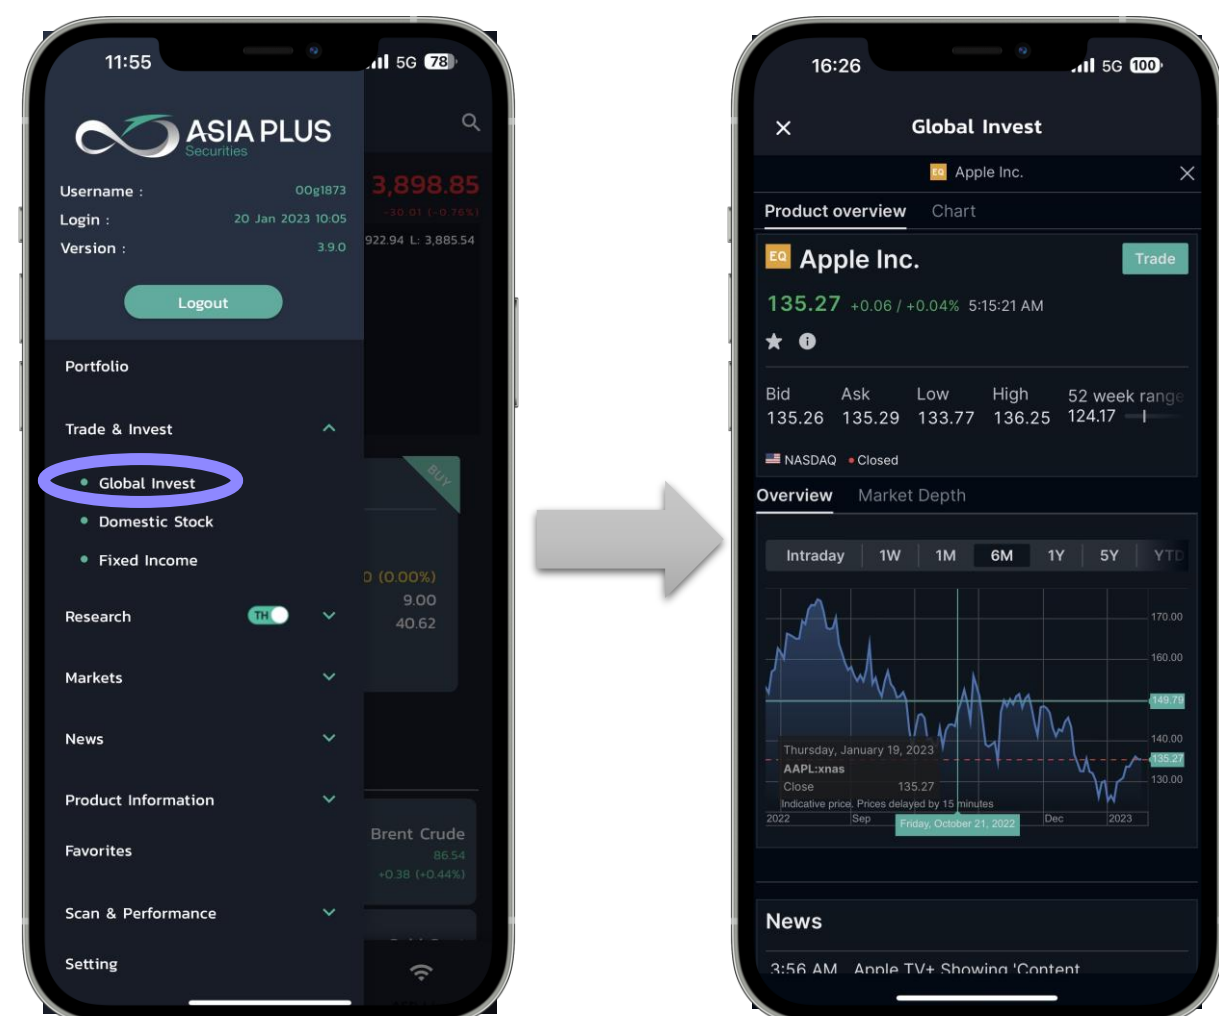 11:55
5G 78
ASIA PLUS
Securities
Username : 00g1873
Login : 20 Jan 2023 10:05
Version : 3.9.0
Logout
Portfolio
Trade & Invest
Global Invest
Domestic Stock
Fixed Income
Research TH
Markets
News
Product Information
Favorites
Scan & Performance
Setting
3,898.85
-30.01 (-0.76%)
922.94 L: 3,885.54
BUY
0 (0.00%)
9.00
40.62
Brent Crude
86.54
+0.38 (+0.44%)
16:26
5G 100
Global Invest
EQ Apple Inc.
Product overview Chart
EQ Apple Inc. Trade
135.27 +0.06 / +0.04% 5:15:21 AM
Bid Ask Low High 52 week range
135.26 135.29 133.77 136.25 124.17
NASDAQ • Closed
Overview Market Depth
Intraday 1W 1M 6M 1Y 5Y YTD
170.00
160.00
149.79
140.00
135.27
130.00
Thursday, January 19, 2023
AAPL:xnas
Close 135.27
Indicative price. Prices delayed by 15 minutes
2022 Sep Friday, October 21, 2022 Dec 2023
News
3:56 AM Apple TV+ Showing 'Content